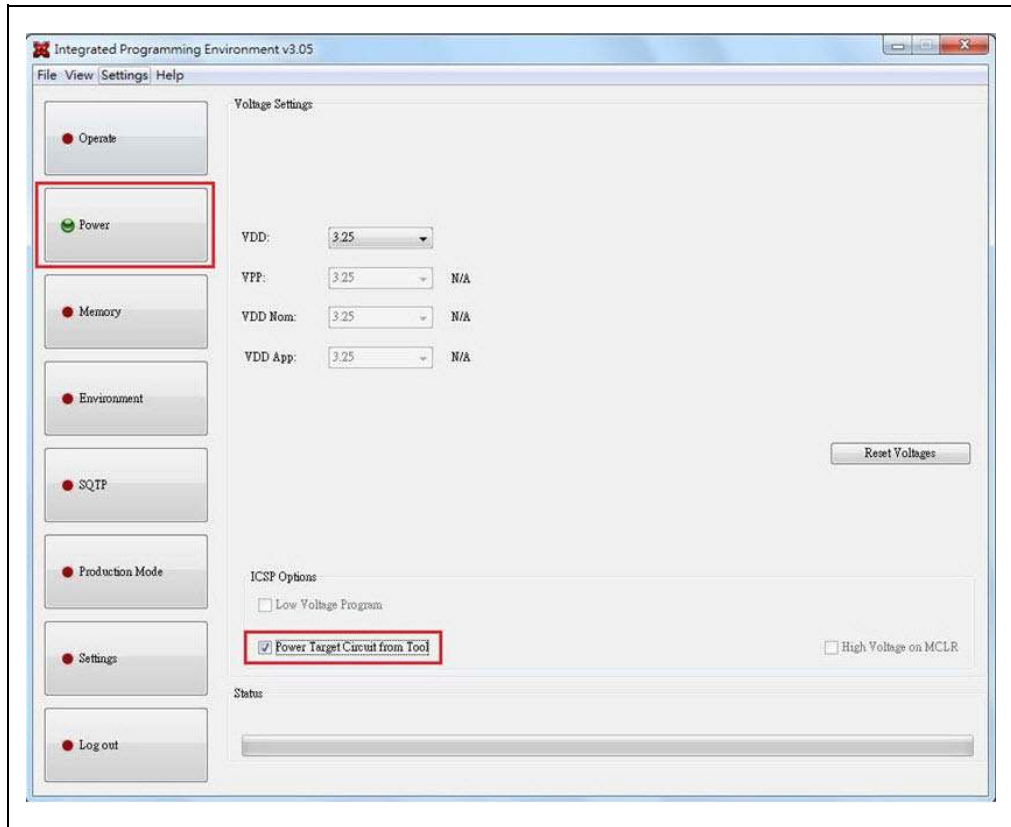 Integrated Programming Environment v3.05
File View Settings Help
Operate
Power
Memory
Environment
SQTP
Production Mode
Settings
Log out
Voltage Settings
VDD: 3.25
VPP: 3.25 N/A
VDD Nom: 3.25 N/A
VDD App: 3.25 N/A
Reset Voltages
ICSP Options
Low Voltage Program
Power Target Circuit from Tool
High Voltage on MCLR
Status